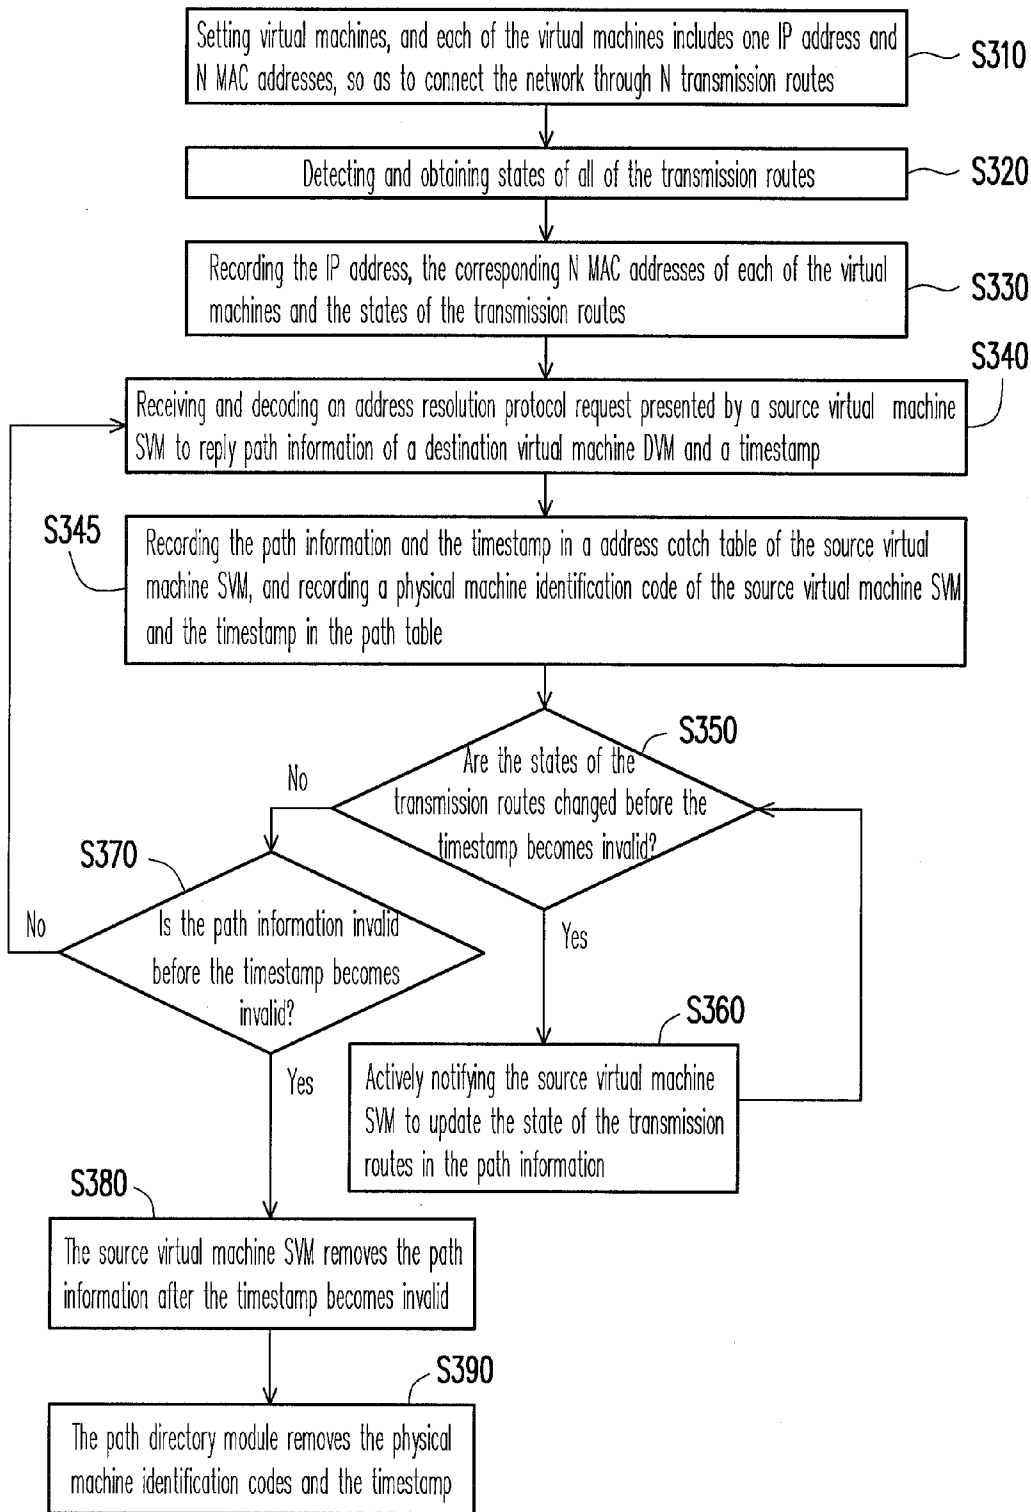 Setting virtual machines, and each of the virtual machines includes one IP address and
N MAC addresses, so as to connect the network through N transmission routes
S310
Detecting and obtaining states of all of the transmission routes
S320
Recording the IP address, the corresponding N MAC addresses of each of the virtual
machines and the states of the transmission routes
S330
S340
Receiving and decoding an address resolution protocol request presented by a source virtual machine
SVM to reply path information of a destination virtual machine DVM and a timestamp
S345
Recording the path information and the timestamp in a address catch table of the source virtual
machine SVM, and recording a physical machine identification code of the source virtual machine SVM
and the timestamp in the path table
S350
Are the states of the
transmission routes changed before the
timestamp becomes invalid?
No
Yes
S370
Is the path information invalid
before the timestamp becomes
invalid?
No
Yes
S360
Actively notifying the source virtual machine
SVM to update the state of the transmission
routes in the path information
S380
The source virtual machine SVM removes the path
information after the timestamp becomes invalid
S390
The path directory module removes the physical
machine identification codes and the timestamp